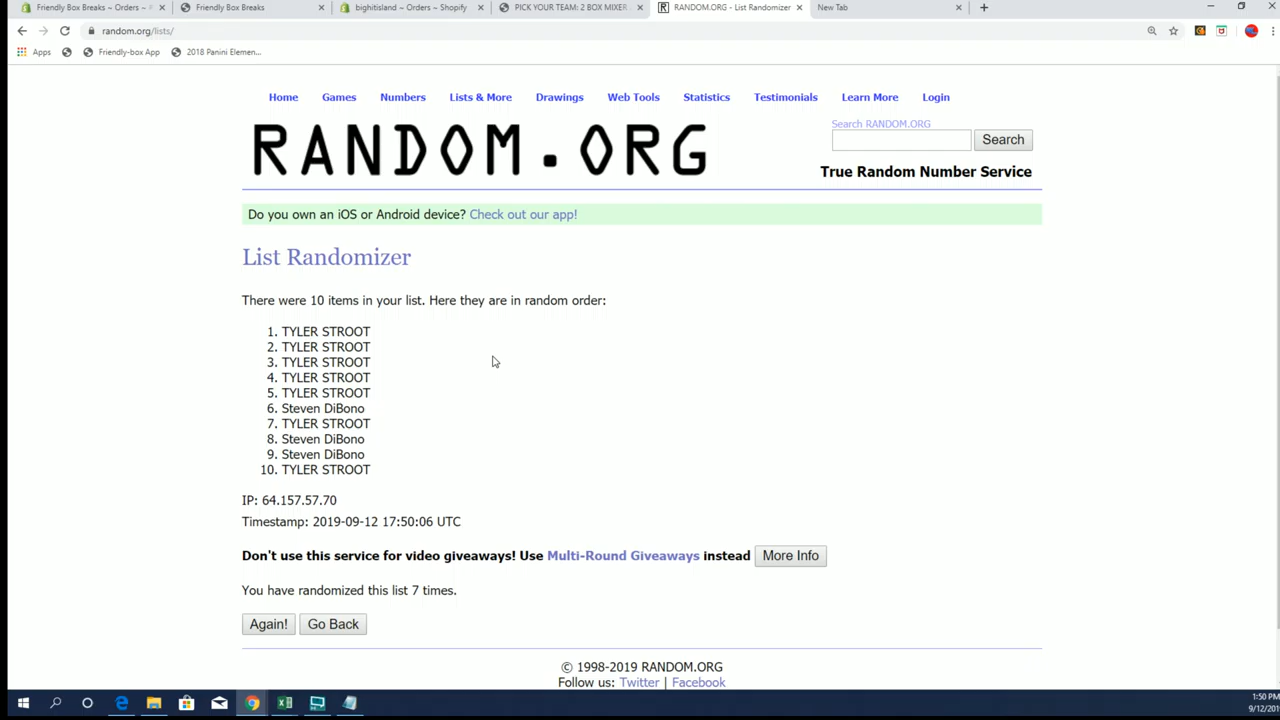 Friendly Box Breaks ~ Orders ~
Friendly Box Breaks
bighitisland ~ Orders ~ Shopify
PICK YOUR TEAM: 2 BOX MIXER
RANDOM.ORG - List Randomizer
New Tab
random.org/lists/
Apps
Friendly-box App
2018 Panini Elemen...
Home Games Numbers Lists & More Drawings Web Tools Statistics Testimonials Learn More Login
RANDOM.ORG
Search RANDOM.ORG
Search
True Random Number Service
Do you own an iOS or Android device? Check out our app!
List Randomizer
There were 10 items in your list. Here they are in random order:
1. TYLER STROOT
2. TYLER STROOT
3. TYLER STROOT
4. TYLER STROOT
5. TYLER STROOT
6. Steven DiBono
7. TYLER STROOT
8. Steven DiBono
9. Steven DiBono
10. TYLER STROOT
IP: 64.157.57.70
Timestamp: 2019-09-12 17:50:06 UTC
Don't use this service for video giveaways! Use Multi-Round Giveaways instead More Info
You have randomized this list 7 times.
Again! Go Back
© 1998-2019 RANDOM.ORG
Follow us: Twitter | Facebook
1:50 PM
9/12/201